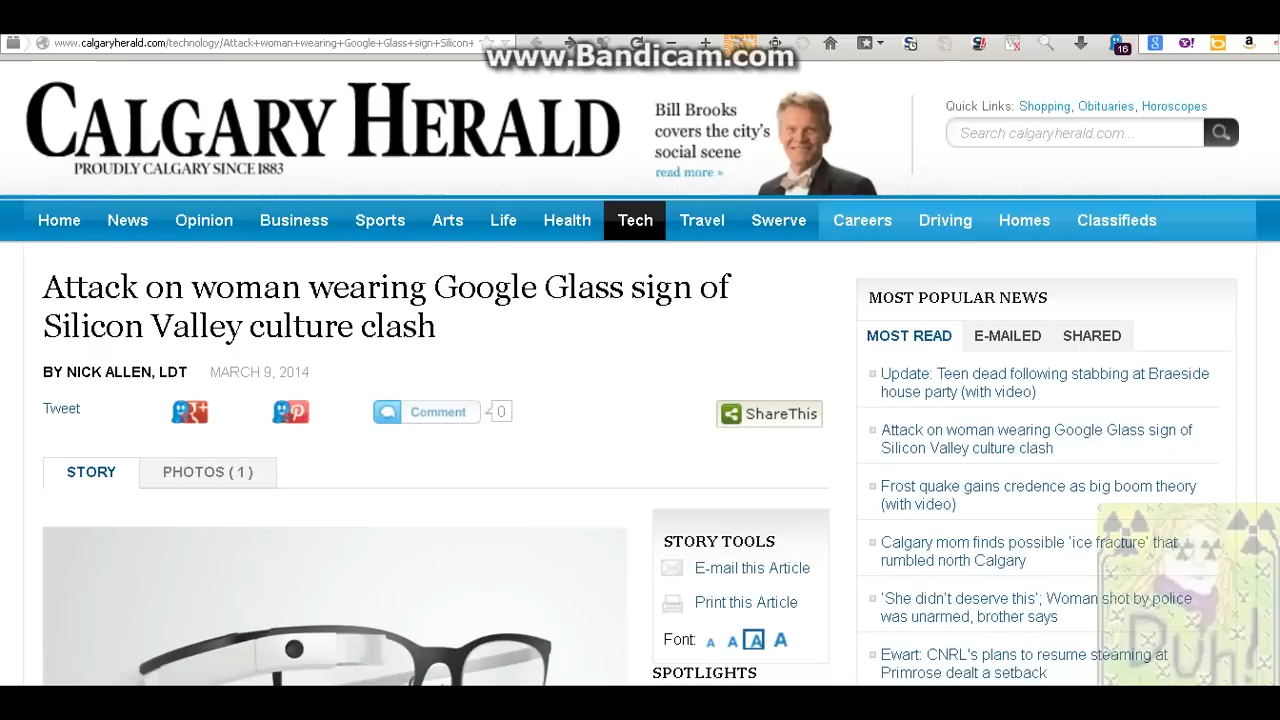 www.calgaryherald.com/technology/Attack+woman+wearing+Google+Glass+sign+Silicon+
16
www.Bandicam.com
CALGARY HERALD
PROUDLY CALGARY SINCE 1883
Bill Brooks
covers the city's
social scene
read more »
Quick Links: Shopping, Obituaries, Horoscopes
Search calgaryherald.com...
Home News Opinion Business Sports Arts Life Health Tech Travel Swerve Careers Driving Homes Classifieds
Attack on woman wearing Google Glass sign of
Silicon Valley culture clash
BY NICK ALLEN, LDT MARCH 9, 2014
Tweet
Comment 0
ShareThis
STORY PHOTOS ( 1 )
STORY TOOLS
E-mail this Article
Print this Article
Font: A A A A
SPOTLIGHTS
MOST POPULAR NEWS
MOST READ E-MAILED SHARED
Update: Teen dead following stabbing at Braeside
house party (with video)
Attack on woman wearing Google Glass sign of
Silicon Valley culture clash
Frost quake gains credence as big boom theory
(with video)
Calgary mom finds possible 'ice fracture' that
rumbled north Calgary
'She didn't deserve this'; Woman shot by police
was unarmed, brother says
Ewart: CNRL's plans to resume steaming at
Primrose dealt a setback
Duh!